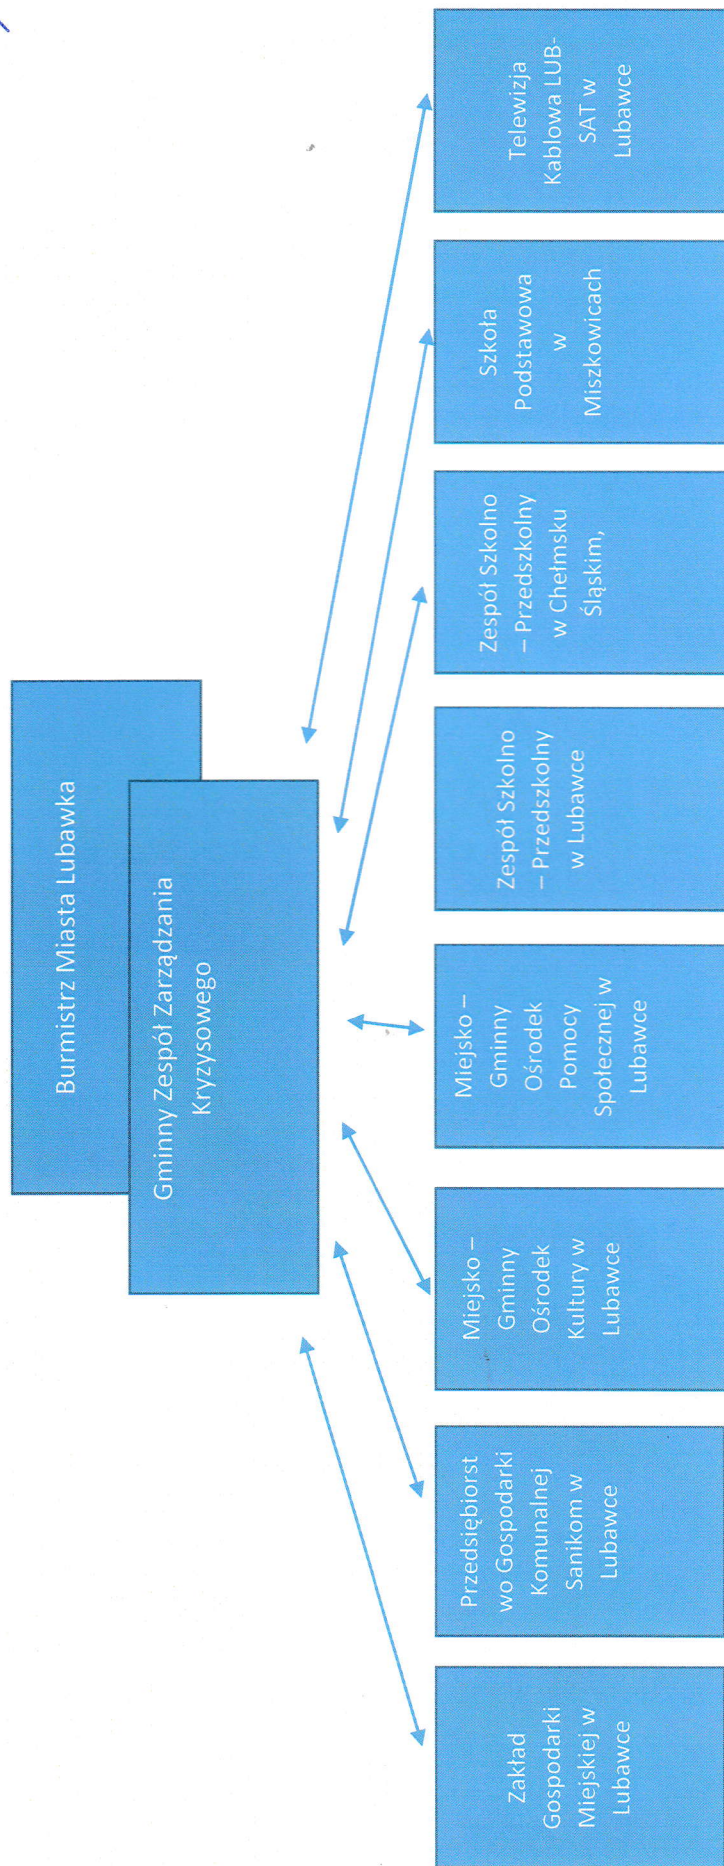 Burmistrz Miasta Lubawka
Gminny Zespół Zarządzania
Kryzysowego
Zakład
Gospodarki
Miejskiej w
Lubawce
Przedsiębiorst
wo Gospodarki
Komunalnej
Sanikom w
Lubawce
Miejsko –
Gminny
Ośrodek
Kultury w
Lubawce
Miejsko –
Gminny
Ośrodek
Pomocy
Społecznej w
Lubawce
Zespół Szkolno
– Przedszkolny
w Lubawce
Zespół Szkolno
– Przedszkolny
w Chełmsku
Śląskim,
Szkoła
Podstawowa
w
Miszkowicach
Telewizja
Kablowa LUB-
SAT w
Lubawce